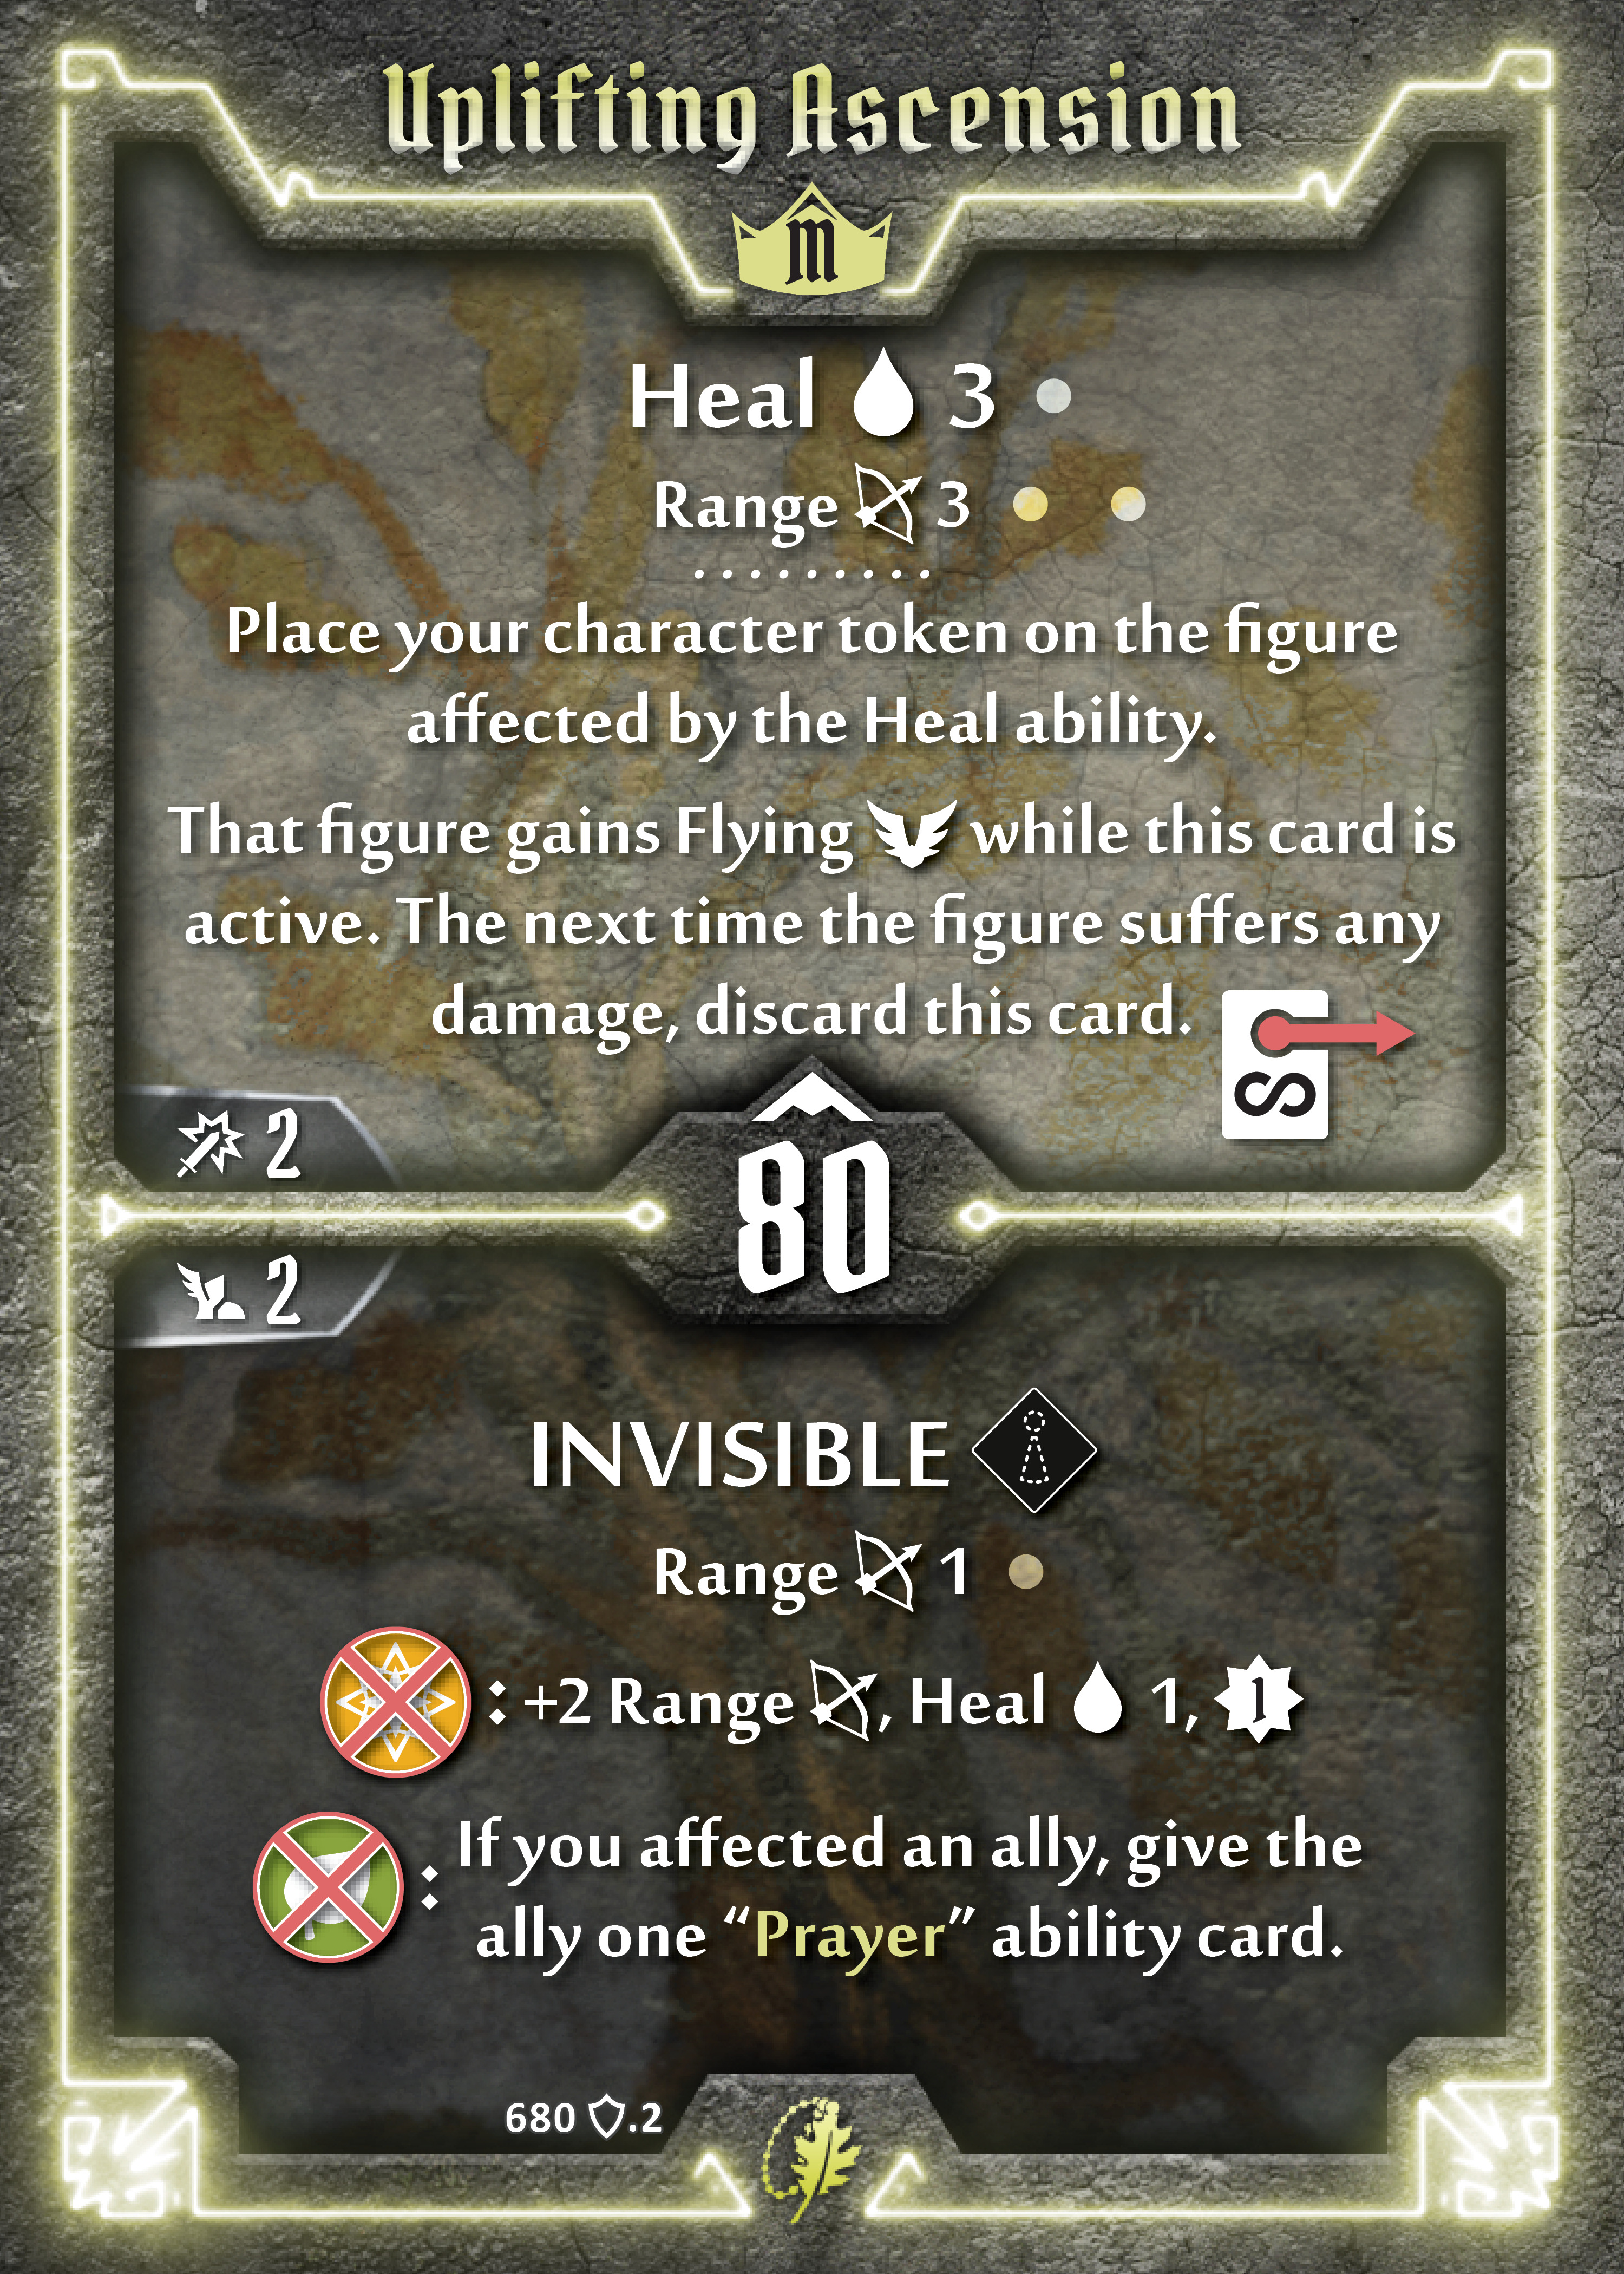 Uplifting Ascension
M
Heal 3
Range 3
Place your character token on the figure
affected by the Heal ability.
That figure gains Flying while this card is
active. The next time the figure suffers any
damage, discard this card.
2
80
2
INVISIBLE
Range 1
: +2 Range , Heal 1, 1
: If you affected an ally, give the
ally one “Prayer” ability card.
680 .2